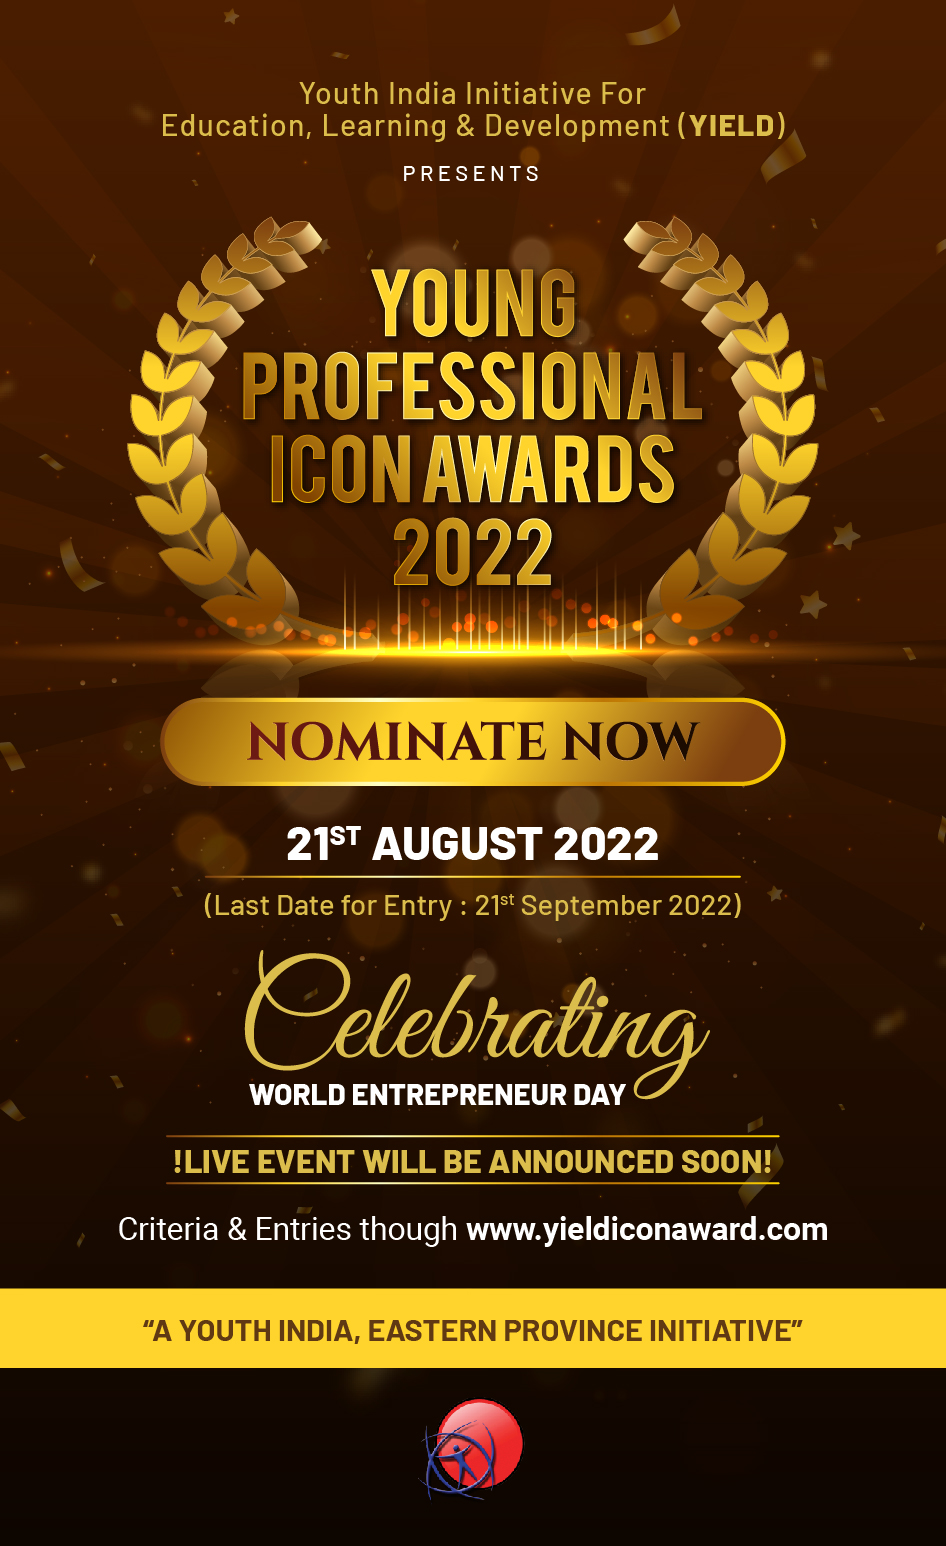 Youth India Initiative For
Education, Learning & Development (YIELD)
PRESENTS
YOUNG
PROFESSIONAL
ICON AWARDS
2022
NOMINATE NOW
21ST AUGUST 2022
(Last Date for Entry : 21st September 2022)
Celebrating
WORLD ENTREPRENEUR DAY
!LIVE EVENT WILL BE ANNOUNCED SOON!
Criteria & Entries though www.yieldiconaward.com
“A YOUTH INDIA, EASTERN PROVINCE INITIATIVE”